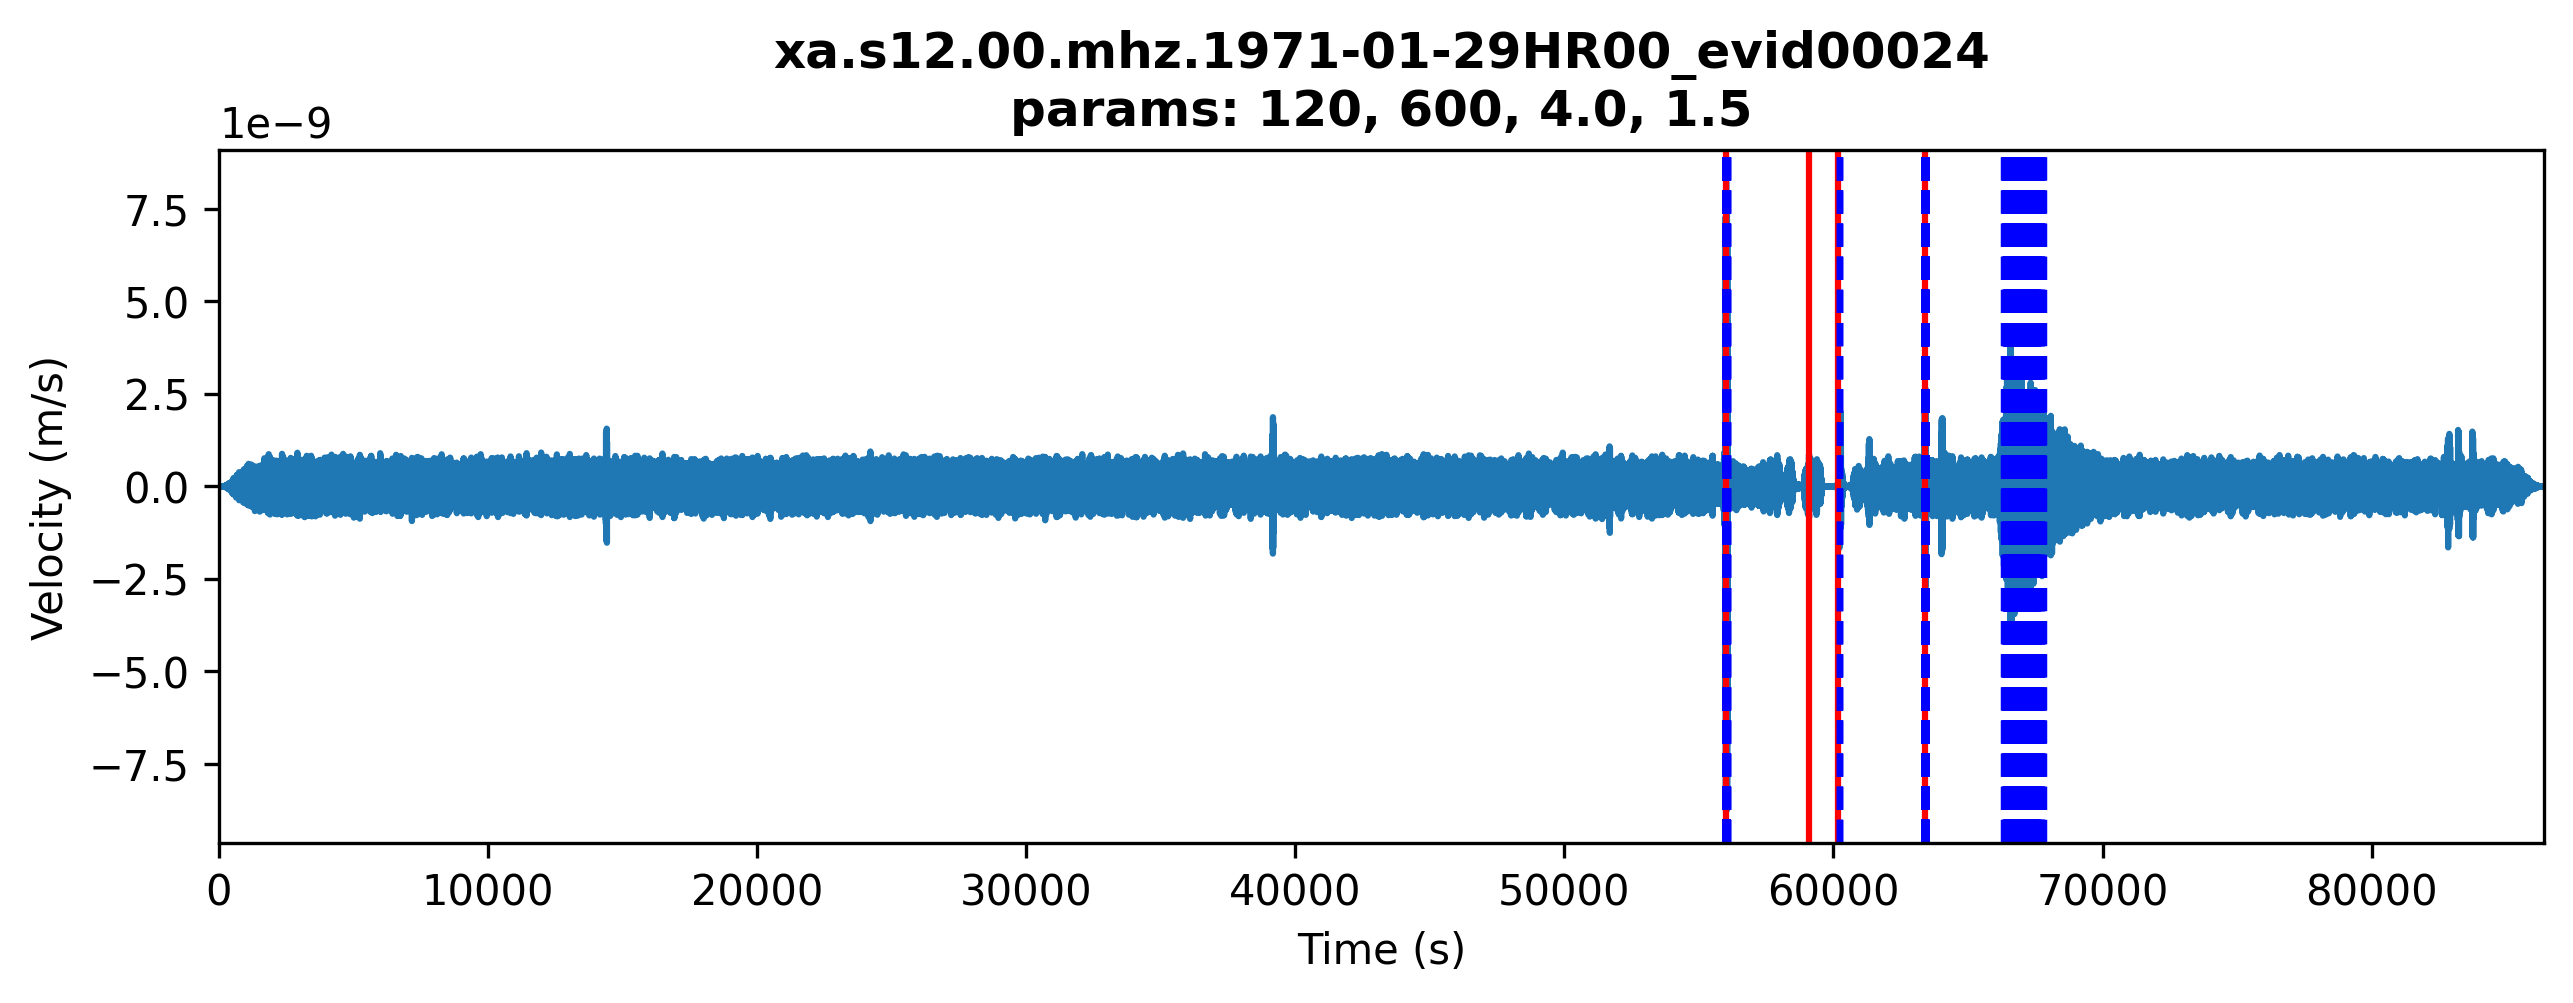 xa.s12.00.mhz.1971-01-29HR00_evid00024
params: 120, 600, 4.0, 1.5
1e−9
7.5
5.0
2.5
0.0
−2.5
−5.0
−7.5
Velocity (m/s)
0 10000 20000 30000 40000 50000 60000 70000 80000
Time (s)